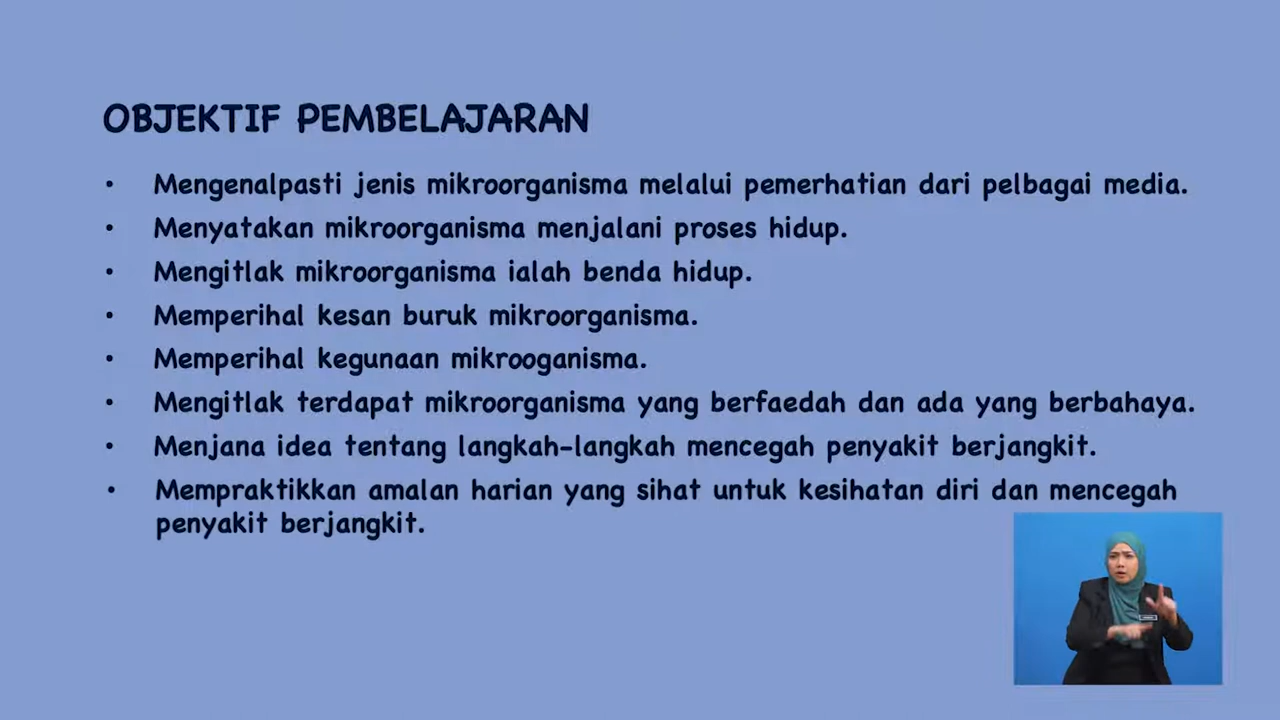 OBJEKTIF PEMBELAJARAN
• Mengenalpasti jenis mikroorganisma melalui pemerhatian dari pelbagai media.
• Menyatakan mikroorganisma menjalani proses hidup.
• Mengitlak mikroorganisma ialah benda hidup.
• Memperihal kesan buruk mikroorganisma.
• Memperihal kegunaan mikrooganisma.
• Mengitlak terdapat mikroorganisma yang berfaedah dan ada yang berbahaya.
• Menjana idea tentang langkah-langkah mencegah penyakit berjangkit.
• Mempraktikkan amalan harian yang sihat untuk kesihatan diri dan mencegah
penyakit berjangkit.